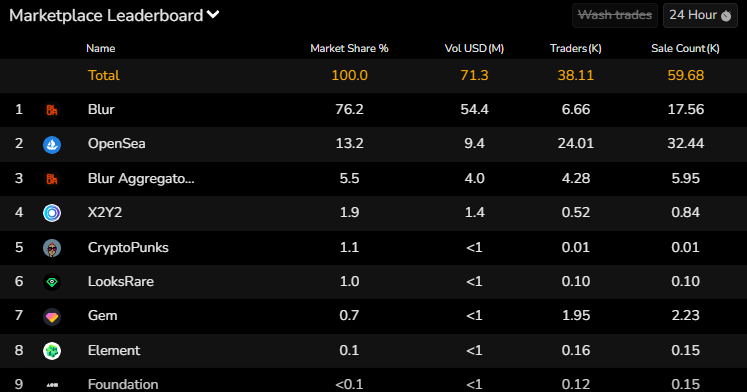 Marketplace Leaderboard Wash trades 24 Hour
Name Market Share % Vol USD(M) Traders(K) Sale Count(K)
Total 100.0 71.3 38.11 59.68
1 Blur 76.2 54.4 6.66 17.56
2 OpenSea 13.2 9.4 24.01 32.44
3 Blur Aggregato... 5.5 4.0 4.28 5.95
4 X2Y2 1.9 1.4 0.52 0.84
5 CryptoPunks 1.1 <1 0.01 0.01
6 LooksRare 1.0 <1 0.10 0.10
7 Gem 0.7 <1 1.95 2.23
8 Element 0.1 <1 0.16 0.15
9 Foundation <0.1 <1 0.12 0.15